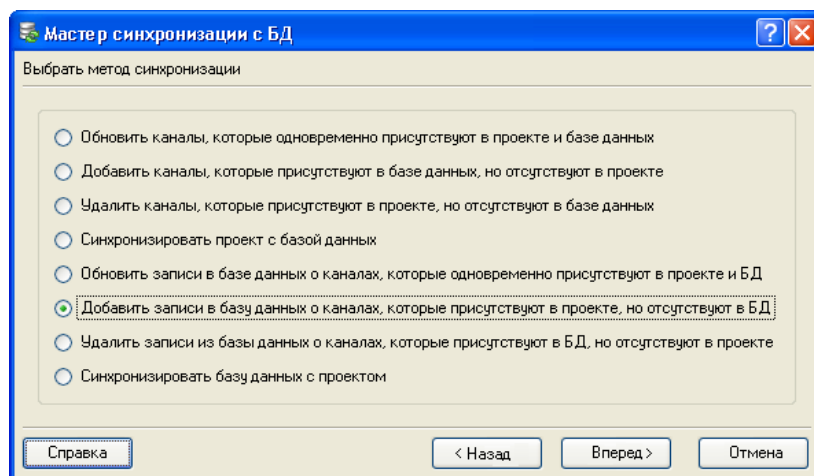 Мастер синхронизации с БД
Выбрать метод синхронизации
Обновить каналы, которые одновременно присутствуют в проекте и базе данных
Добавить каналы, которые присутствуют в базе данных, но отсутствуют в проекте
Удалить каналы, которые присутствуют в проекте, но отсутствуют в базе данных
Синхронизировать проект с базой данных
Обновить записи в базе данных о каналах, которые одновременно присутствуют в проекте и БД
Добавить записи в базу данных о каналах, которые присутствуют в проекте, но отсутствуют в БД
Удалить записи из базы данных о каналах, которые присутствуют в БД, но отсутствуют в проекте
Синхронизировать базу данных с проектом
Справка < Назад Вперед > Отмена